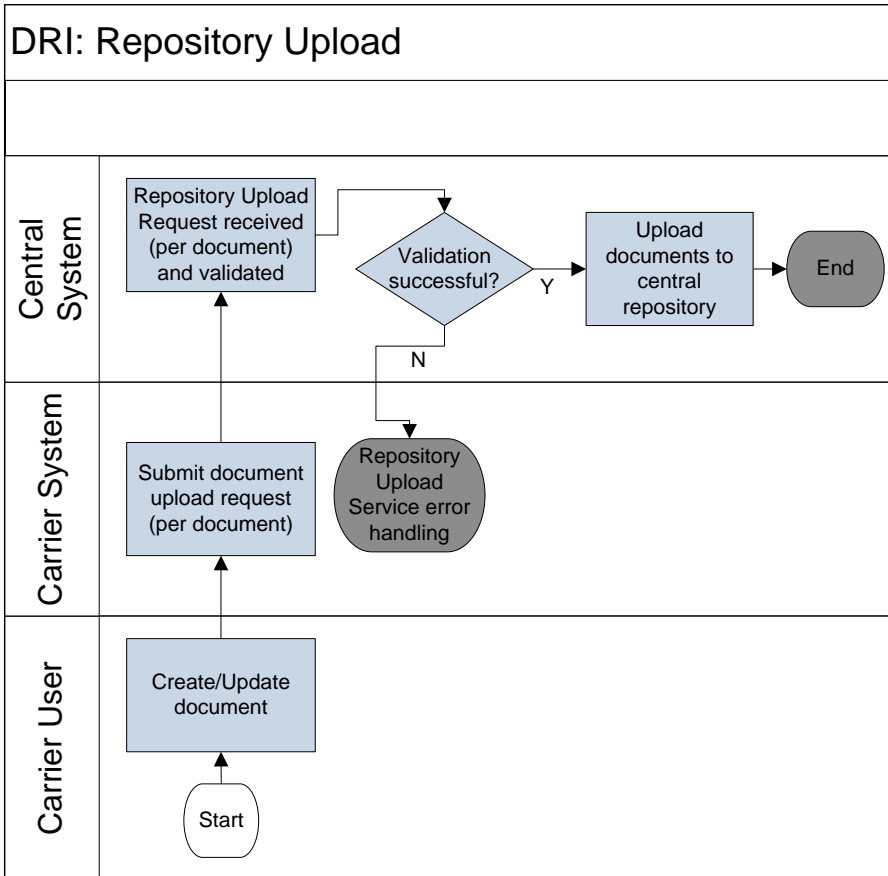 DRI: Repository Upload
Central
System
Repository Upload
Request received
(per document)
and validated
Validation
successful?
Y
N
Upload
documents to
central
repository
End
Carrier System
Submit document
upload request
(per document)
Repository
Upload
Service error
handling
Carrier User
Create/Update
document
Start